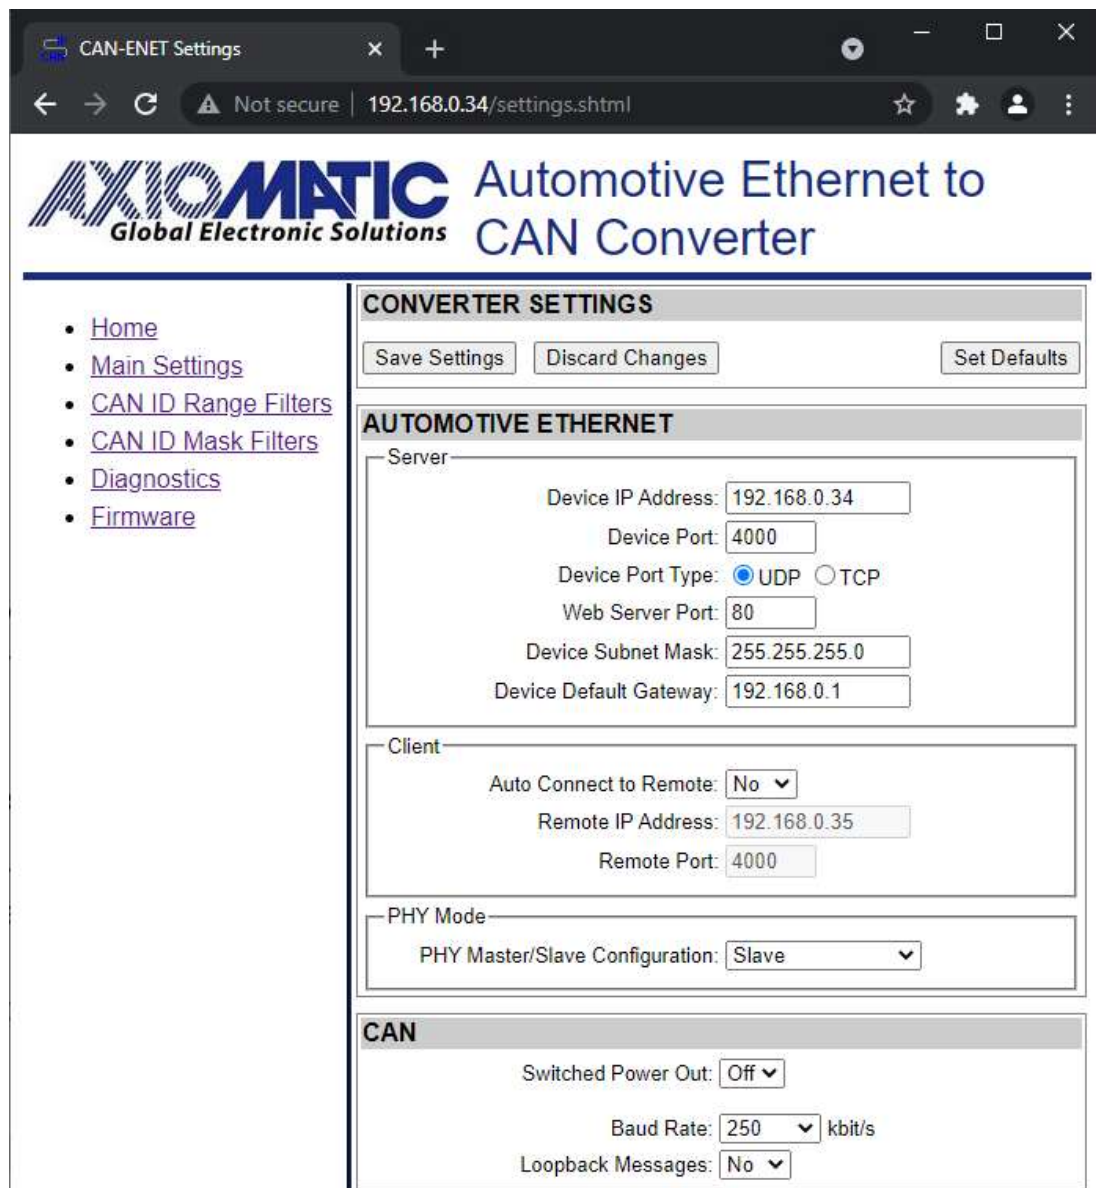 CAN-ENET Settings
Not secure | 192.168.0.34/settings.shtml
AXIOMATIC
Global Electronic Solutions
Automotive Ethernet to
CAN Converter
Home
Main Settings
CAN ID Range Filters
CAN ID Mask Filters
Diagnostics
Firmware
CONVERTER SETTINGS
Save Settings Discard Changes Set Defaults
AUTOMOTIVE ETHERNET
Server
Device IP Address: 192.168.0.34
Device Port: 4000
Device Port Type: UDP TCP
Web Server Port: 80
Device Subnet Mask: 255.255.255.0
Device Default Gateway: 192.168.0.1
Client
Auto Connect to Remote: No
Remote IP Address: 192.168.0.35
Remote Port: 4000
PHY Mode
PHY Master/Slave Configuration: Slave
CAN
Switched Power Out: Off
Baud Rate: 250 kbit/s
Loopback Messages: No